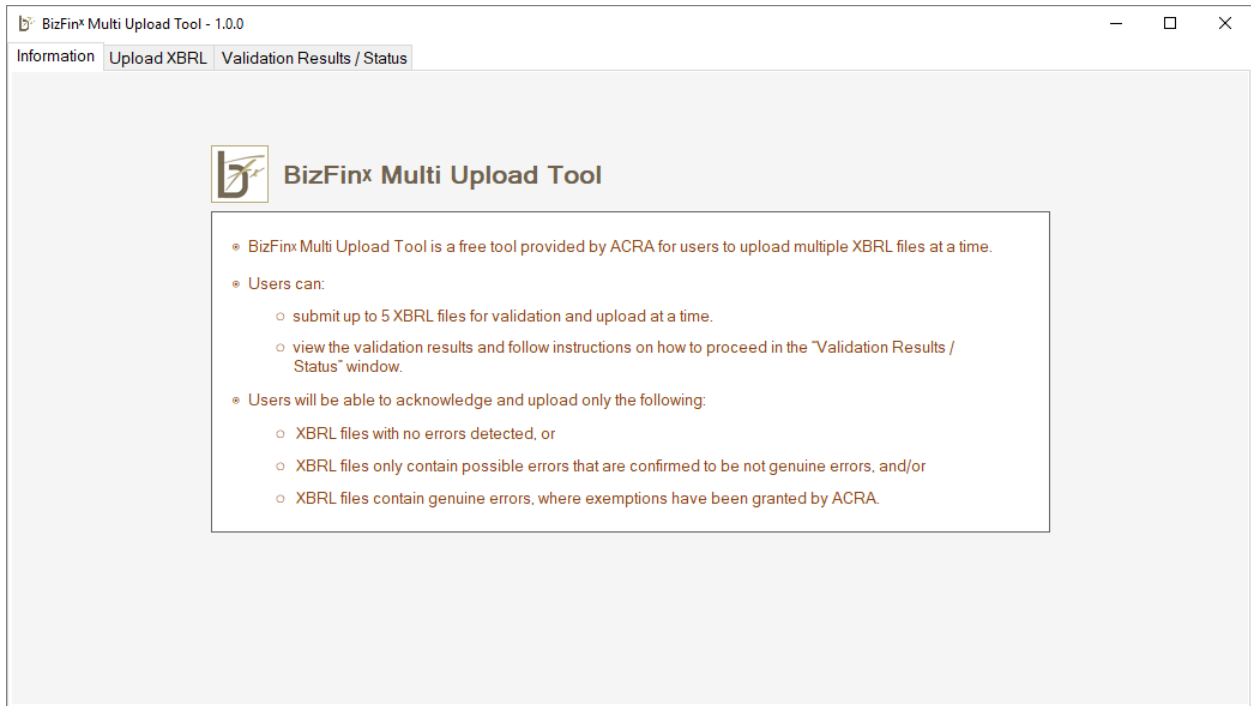 BizFinˣ Multi Upload Tool - 1.0.0
Information Upload XBRL Validation Results / Status
BizFinˣ Multi Upload Tool
BizFinˣ Multi Upload Tool is a free tool provided by ACRA for users to upload multiple XBRL files at a time.
Users can:
submit up to 5 XBRL files for validation and upload at a time.
view the validation results and follow instructions on how to proceed in the “Validation Results /
Status” window.
Users will be able to acknowledge and upload only the following:
XBRL files with no errors detected, or
XBRL files only contain possible errors that are confirmed to be not genuine errors, and/or
XBRL files contain genuine errors, where exemptions have been granted by ACRA.